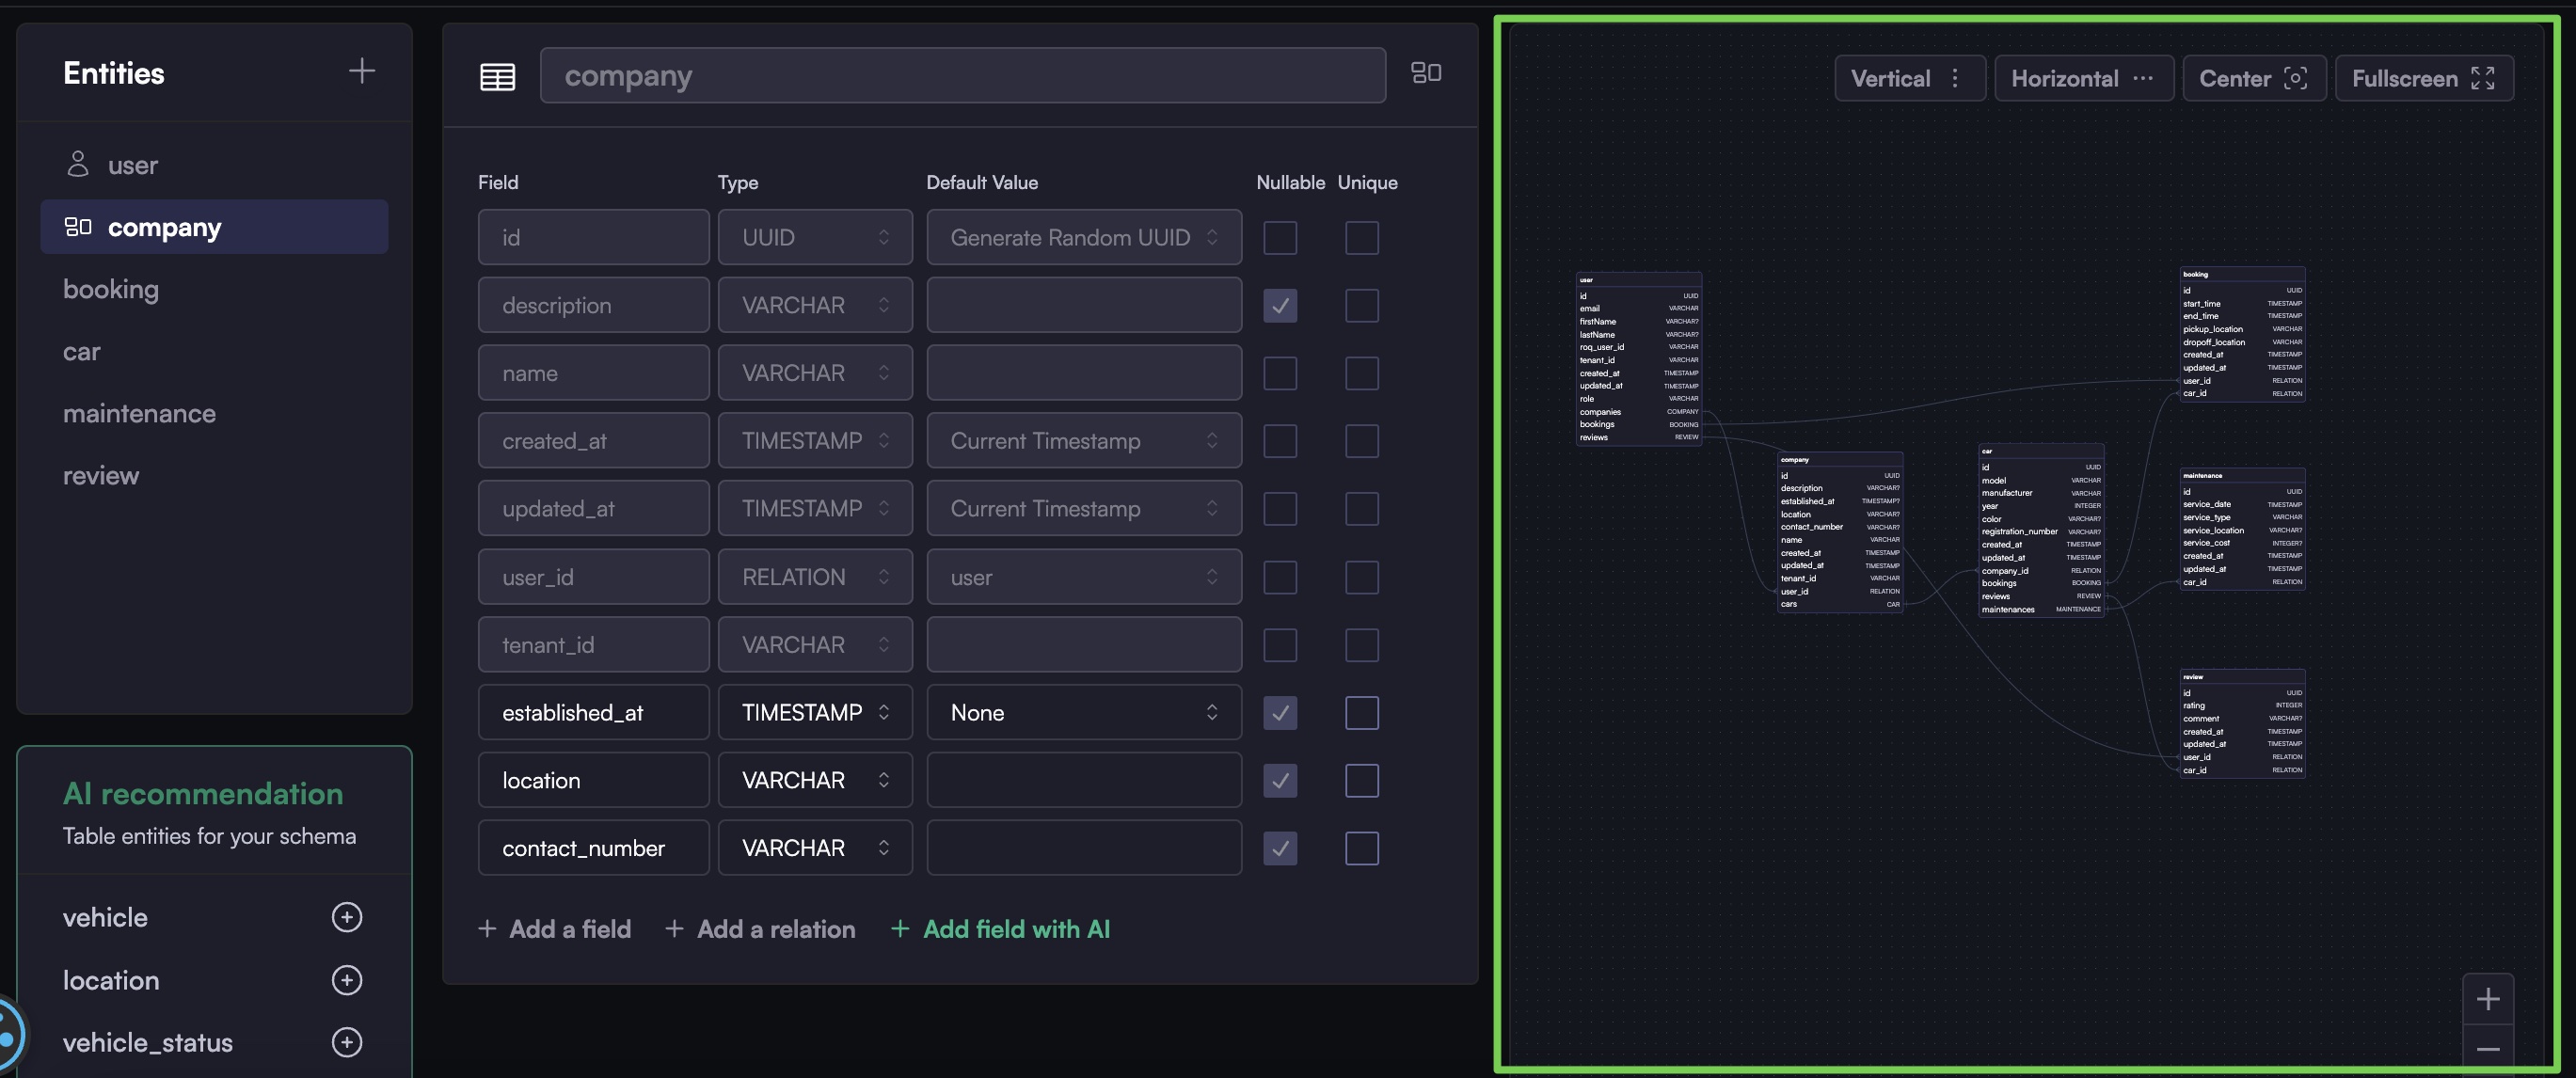 Entities
user
company
booking
car
maintenance
review
AI recommendation
Table entities for your schema
vehicle
location
vehicle_status
company
Field Type Default Value Nullable Unique
id UUID Generate Random UUID
description VARCHAR
name VARCHAR
created_at TIMESTAMP Current Timestamp
updated_at TIMESTAMP Current Timestamp
user_id RELATION user
tenant_id VARCHAR
established_at TIMESTAMP None
location VARCHAR
contact_number VARCHAR
+ Add a field + Add a relation + Add field with AI
Vertical Horizontal Center Fullscreen
user
id UUID
email VARCHAR
firstName VARCHAR?
lastName VARCHAR?
roq_user_id VARCHAR
tenant_id VARCHAR
created_at TIMESTAMP
updated_at TIMESTAMP
role VARCHAR
companies COMPANY
bookings BOOKING
reviews REVIEW
company
id UUID
description VARCHAR?
established_at TIMESTAMP?
location VARCHAR?
contact_number VARCHAR?
name VARCHAR
created_at TIMESTAMP
updated_at TIMESTAMP
tenant_id VARCHAR
user_id RELATION
cars CAR
car
id UUID
model VARCHAR
manufacturer VARCHAR
year INTEGER
color VARCHAR?
registration_number VARCHAR?
created_at TIMESTAMP
updated_at TIMESTAMP
company_id RELATION
bookings BOOKING
reviews REVIEW
maintenances MAINTENANCE
booking
id UUID
start_time TIMESTAMP
end_time TIMESTAMP
pickup_location VARCHAR
dropoff_location VARCHAR
created_at TIMESTAMP
updated_at TIMESTAMP
user_id RELATION
car_id RELATION
maintenance
id UUID
service_date TIMESTAMP
service_type VARCHAR
service_location VARCHAR?
service_cost INTEGER?
created_at TIMESTAMP
updated_at TIMESTAMP
car_id RELATION
review
id UUID
rating INTEGER
comment VARCHAR?
created_at TIMESTAMP
updated_at TIMESTAMP
user_id RELATION
car_id RELATION